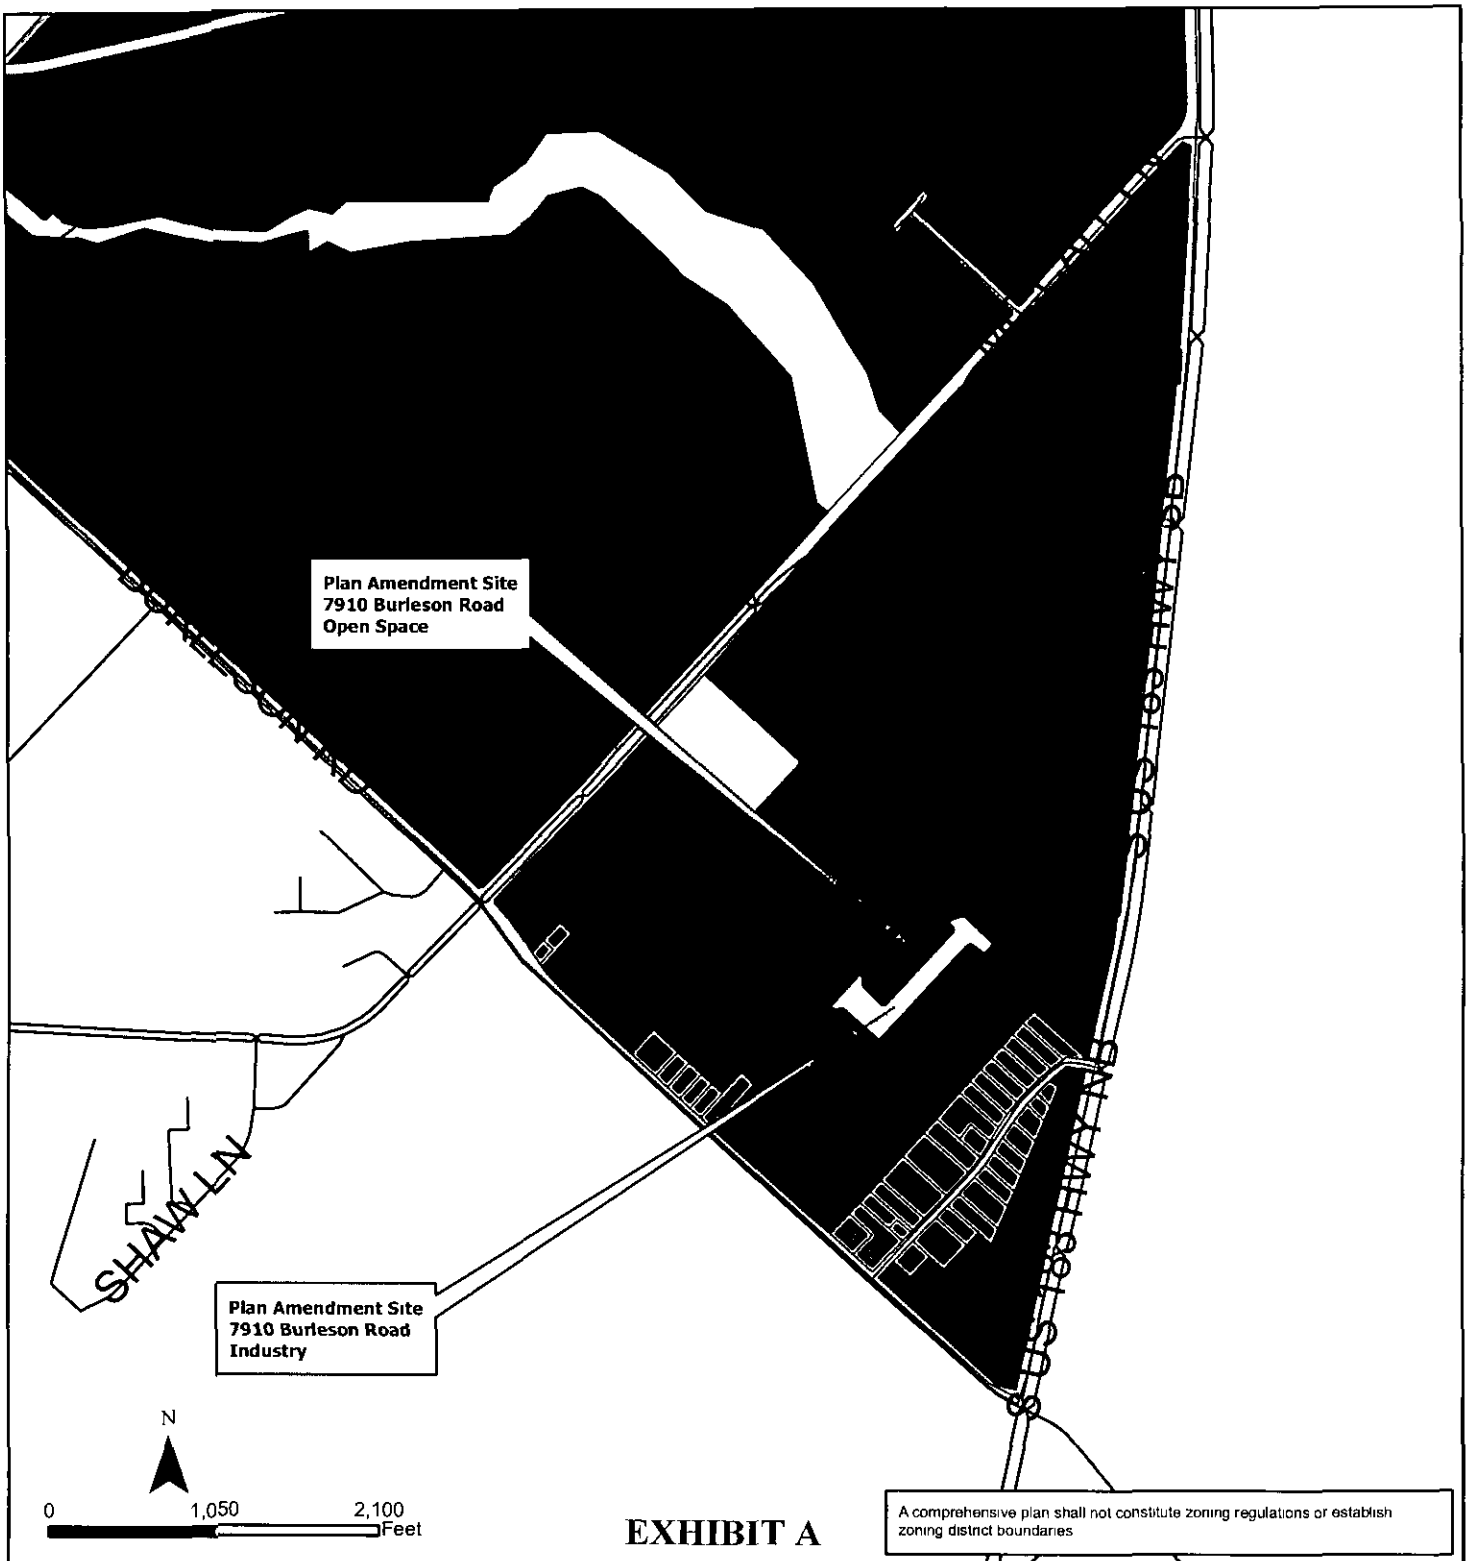 Plan Amendment Site
7910 Burleson Road
Open Space
SHAW LN
Plan Amendment Site
7910 Burleson Road
Industry
N
0 1,050 2,100
Feet
EXHIBIT A
A comprehensive plan shall not constitute zoning regulations or establish
zoning district boundaries